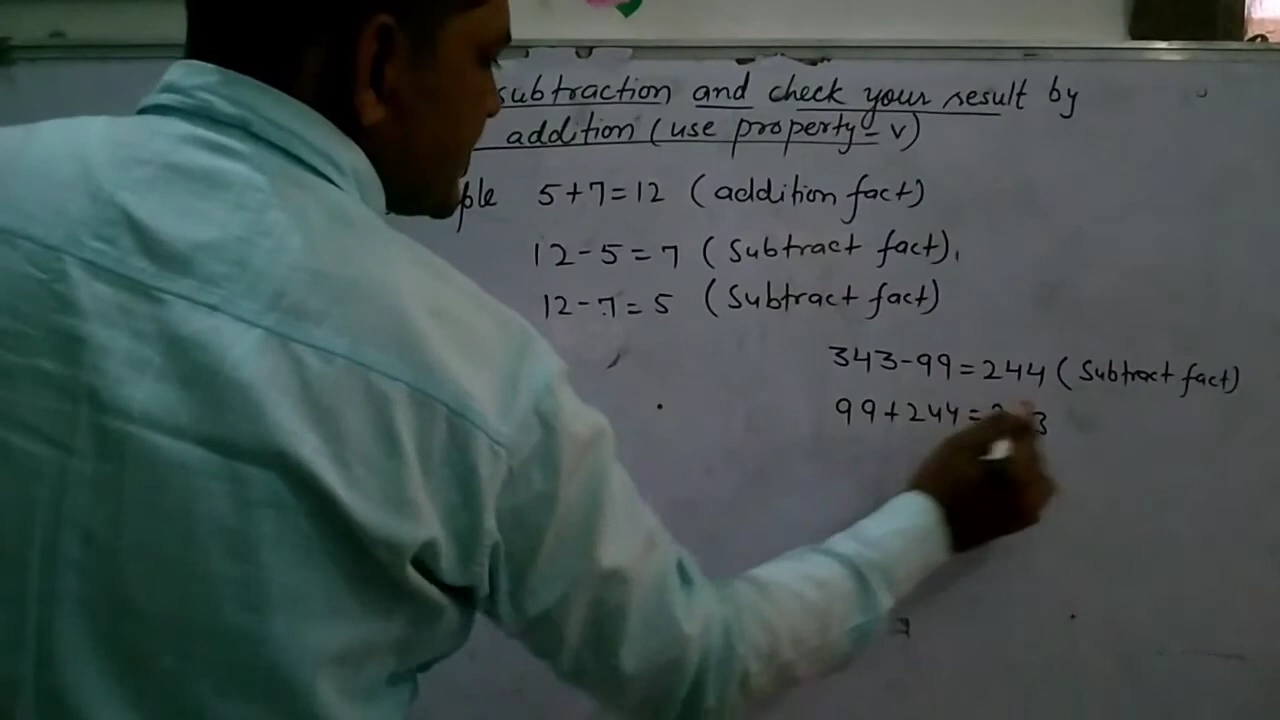 subtraction and check your result by
addition (use property-v)
5+7=12 (addition fact)
12-5=7 (Subtract fact),
12-7=5 (Subtract fact)
343-99=244 (Subtract fact)
99+244=